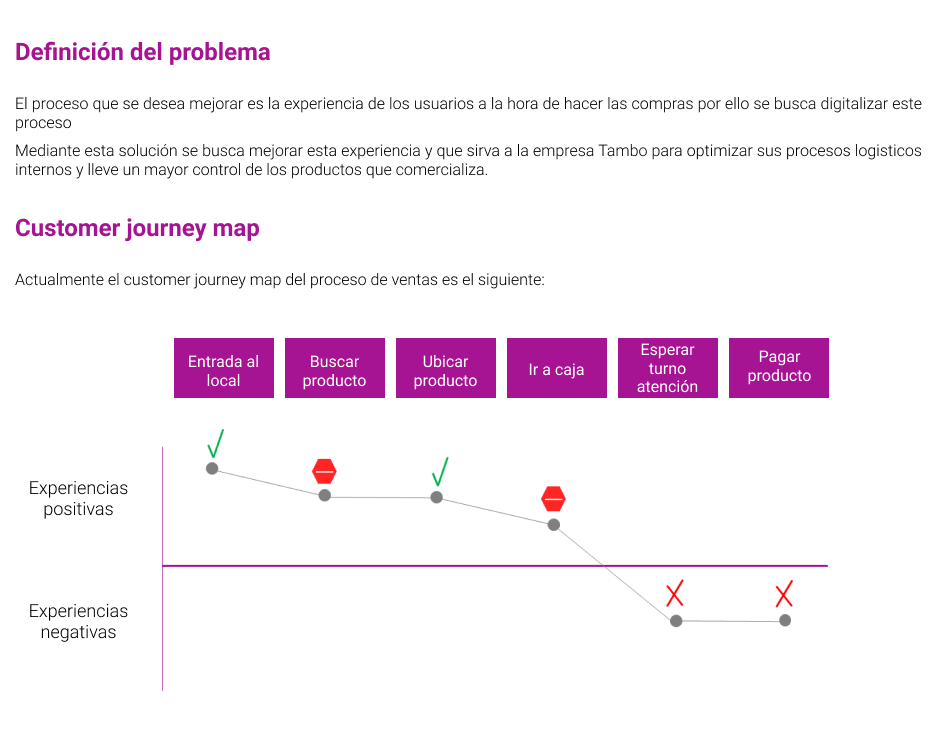 Definición del problema
El proceso que se desea mejorar es la experiencia de los usuarios a la hora de hacer las compras por ello se busca digitalizar este
proceso
Mediante esta solución se busca mejorar esta experiencia y que sirva a la empresa Tambo para optimizar sus procesos logisticos
internos y lleve un mayor control de los productos que comercializa.
Customer journey map
Actualmente el customer journey map del proceso de ventas es el siguiente:
Entrada al
local
Buscar
producto
Ubicar
producto
Ir a caja
Esperar
turno
atención
Pagar
producto
Experiencias
positivas
Experiencias
negativas